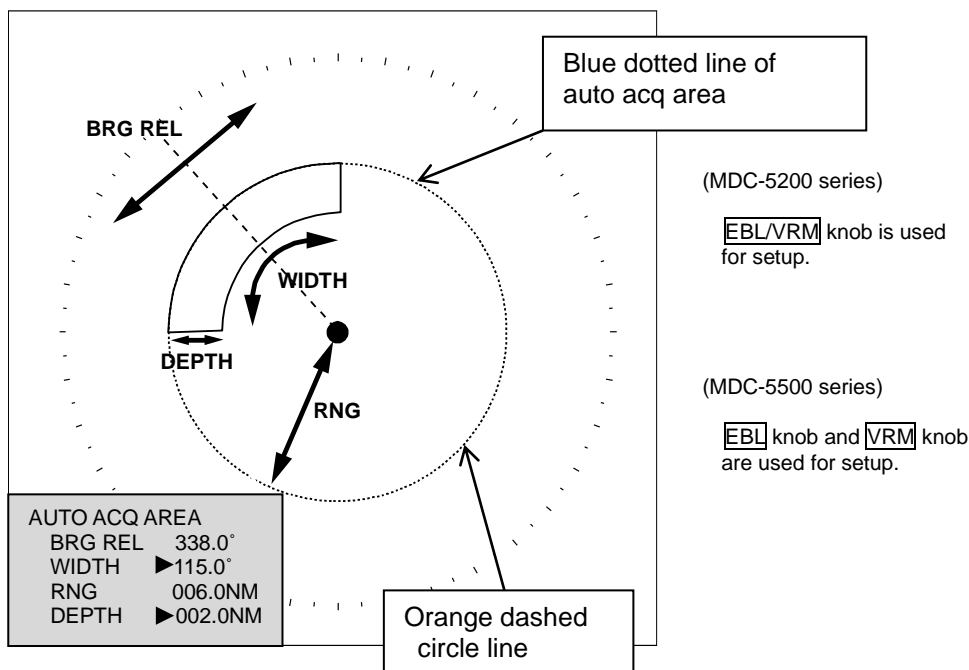 Blue dotted line of
auto acq area
BRG REL
(MDC-5200 series)
EBL/VRM knob is used
for setup.
WIDTH
DEPTH
(MDC-5500 series)
RNG
EBL knob and VRM knob
are used for setup.
AUTO ACQ AREA
BRG REL 338.0°
WIDTH ▶115.0°
RNG 006.0NM
DEPTH ▶002.0NM
Orange dashed
circle line